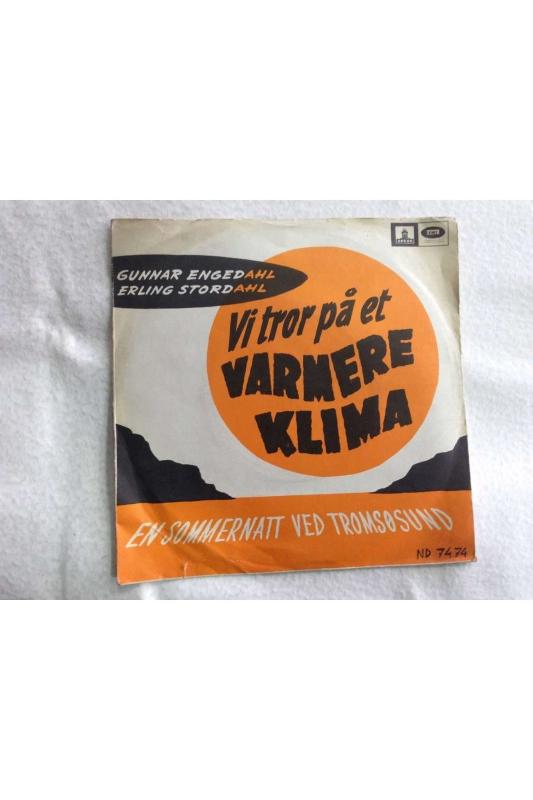 GUNNAR ENGEDAHL
ERLING STORDAHL
Vi tror på et
VARMERE
KLIMA
EN SOMMERNATT VED TROMSØSUND
ND 7474